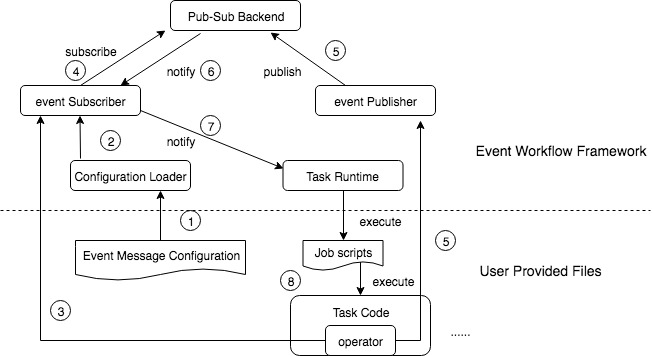 Pub-Sub Backend
subscribe
5
4
notify
6
publish
event Subscriber
event Publisher
7
notify
2
Event Workflow Framework
Configuration Loader
Task Runtime
1
execute
5
Event Message Configuration
Job scripts
User Provided Files
8
execute
3
Task Code
operator
......